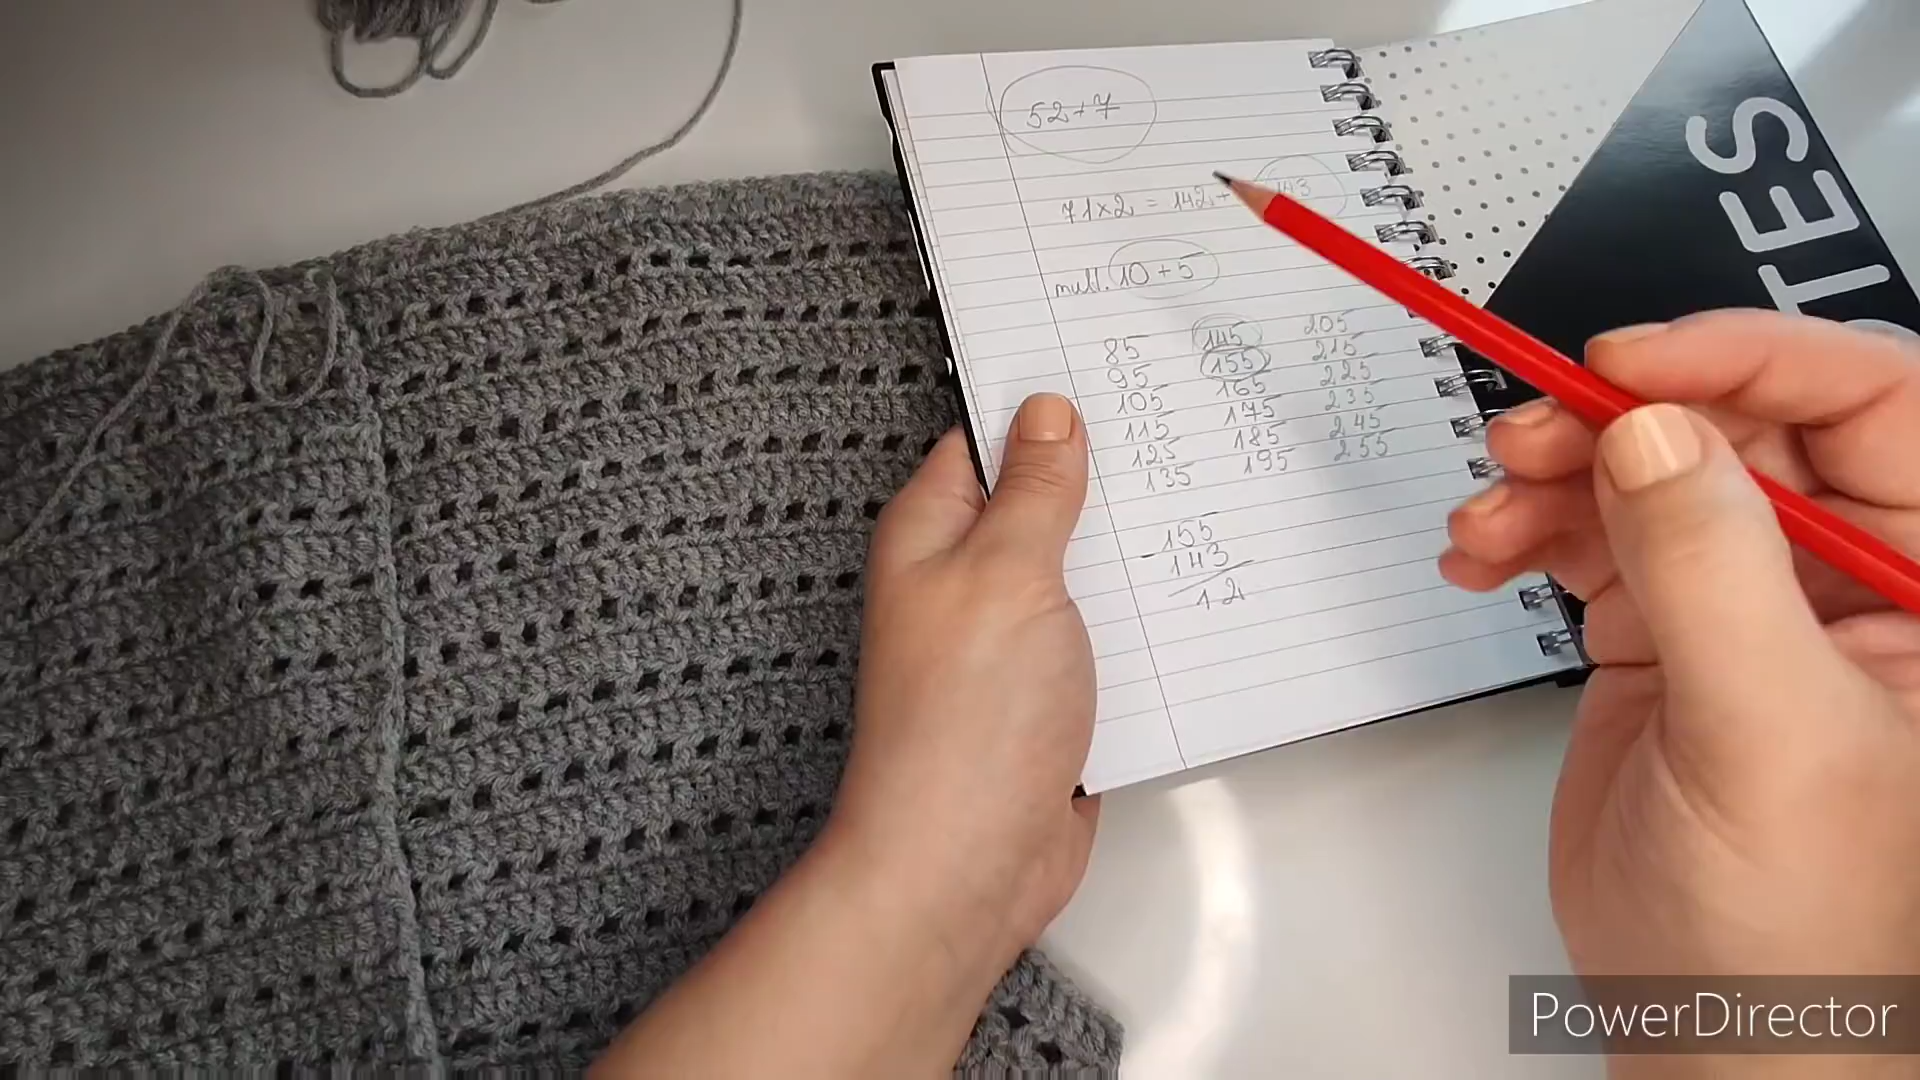 52+7
71x2 = 142+ 143
mult. 10+5
85 145 205
95 155 215
105 165 225
115 175 235
125 185 245
135 195 255
155
- 143
12
TES
PowerDirector